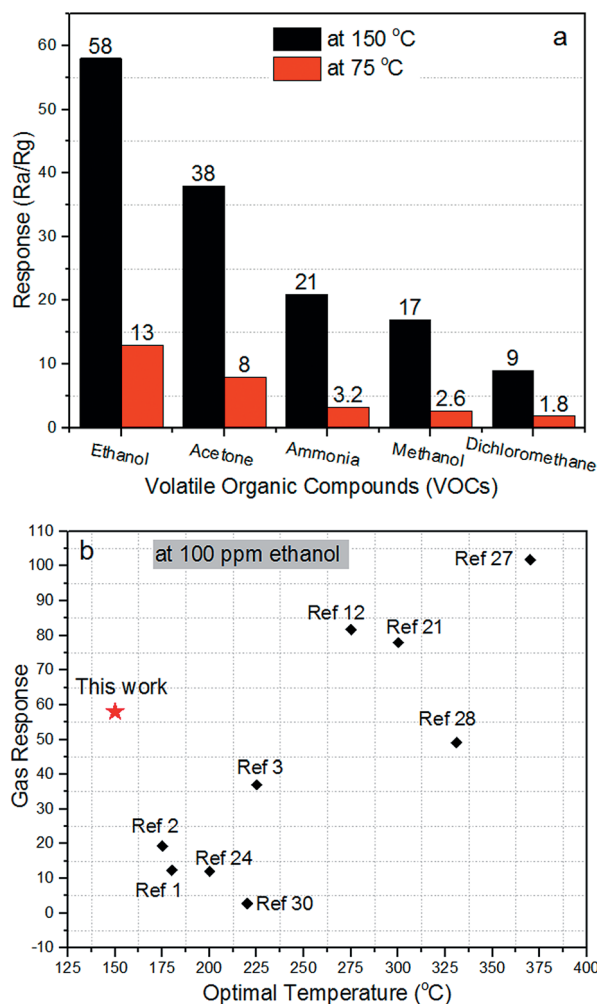 a
at 150 °C
at 75 °C
Response (Ra/Rg)
60
50
40
30
20
10
0
58
13
38
8
21
3.2
17
2.6
9
1.8
Ethanol
Acetone
Ammonia
Methanol
Dichloromethane
Volatile Organic Compounds (VOCs)
b
at 100 ppm ethanol
Gas Response
110
100
90
80
70
60
50
40
30
20
10
0
-10
Ref 27
Ref 12
Ref 21
This work
Ref 28
Ref 3
Ref 2
Ref 24
Ref 1
Ref 30
125 150 175 200 225 250 275 300 325 350 375 400
Optimal Temperature (°C)